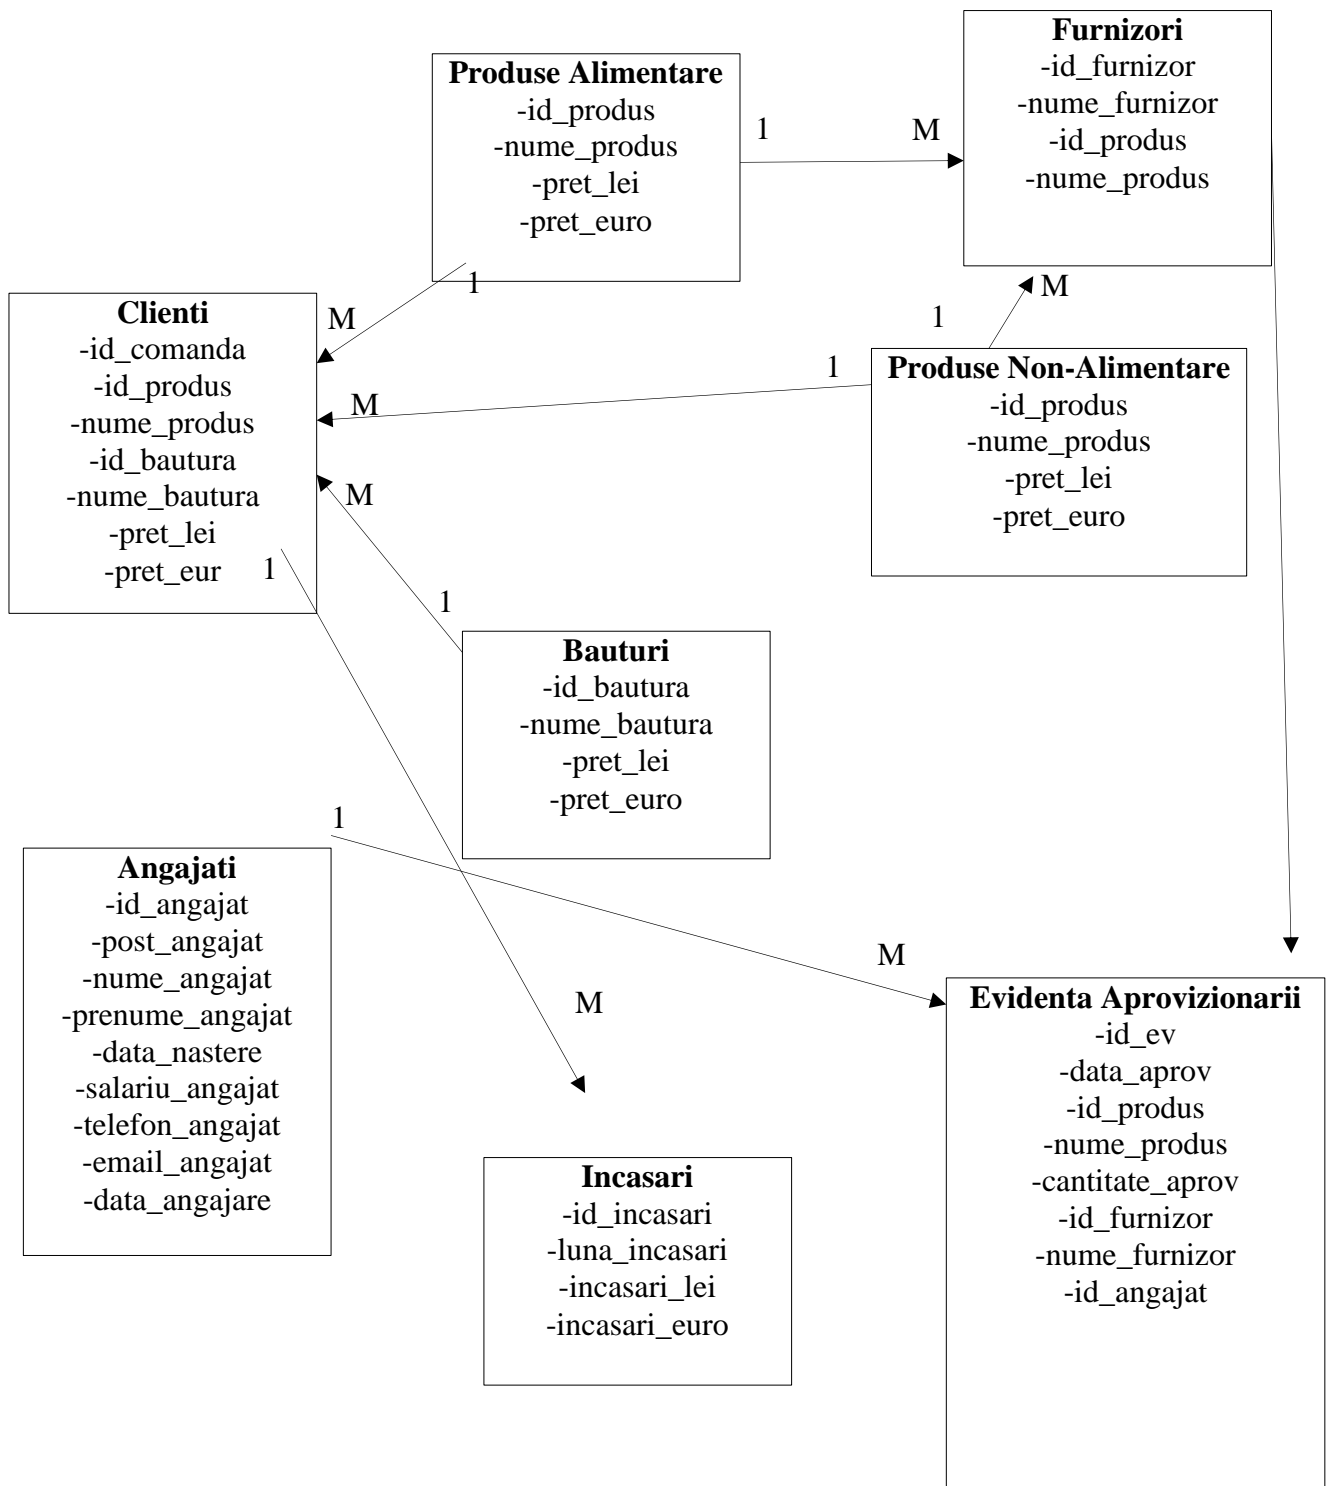 Furnizori
-id_furnizor
-nume_furnizor
-id_produs
-nume_produs
Produse Alimentare
-id_produs
-nume_produs
-pret_lei
-pret_euro
1
M
1
M
M
1
Clienti
-id_comanda
-id_produs
-nume_produs
-id_bautura
-nume_bautura
-pret_lei
-pret_eur
1
1
M
M
1
Produse Non-Alimentare
-id_produs
-nume_produs
-pret_lei
-pret_euro
Bauturi
-id_bautura
-nume_bautura
-pret_lei
-pret_euro
1
M
M
Angajati
-id_angajat
-post_angajat
-nume_angajat
-prenume_angajat
-data_nastere
-salariu_angajat
-telefon_angajat
-email_angajat
-data_angajare
Evidenta Aprovizionarii
-id_ev
-data_aprov
-id_produs
-nume_produs
-cantitate_aprov
-id_furnizor
-nume_furnizor
-id_angajat
Incasari
-id_incasari
-luna_incasari
-incasari_lei
-incasari_euro